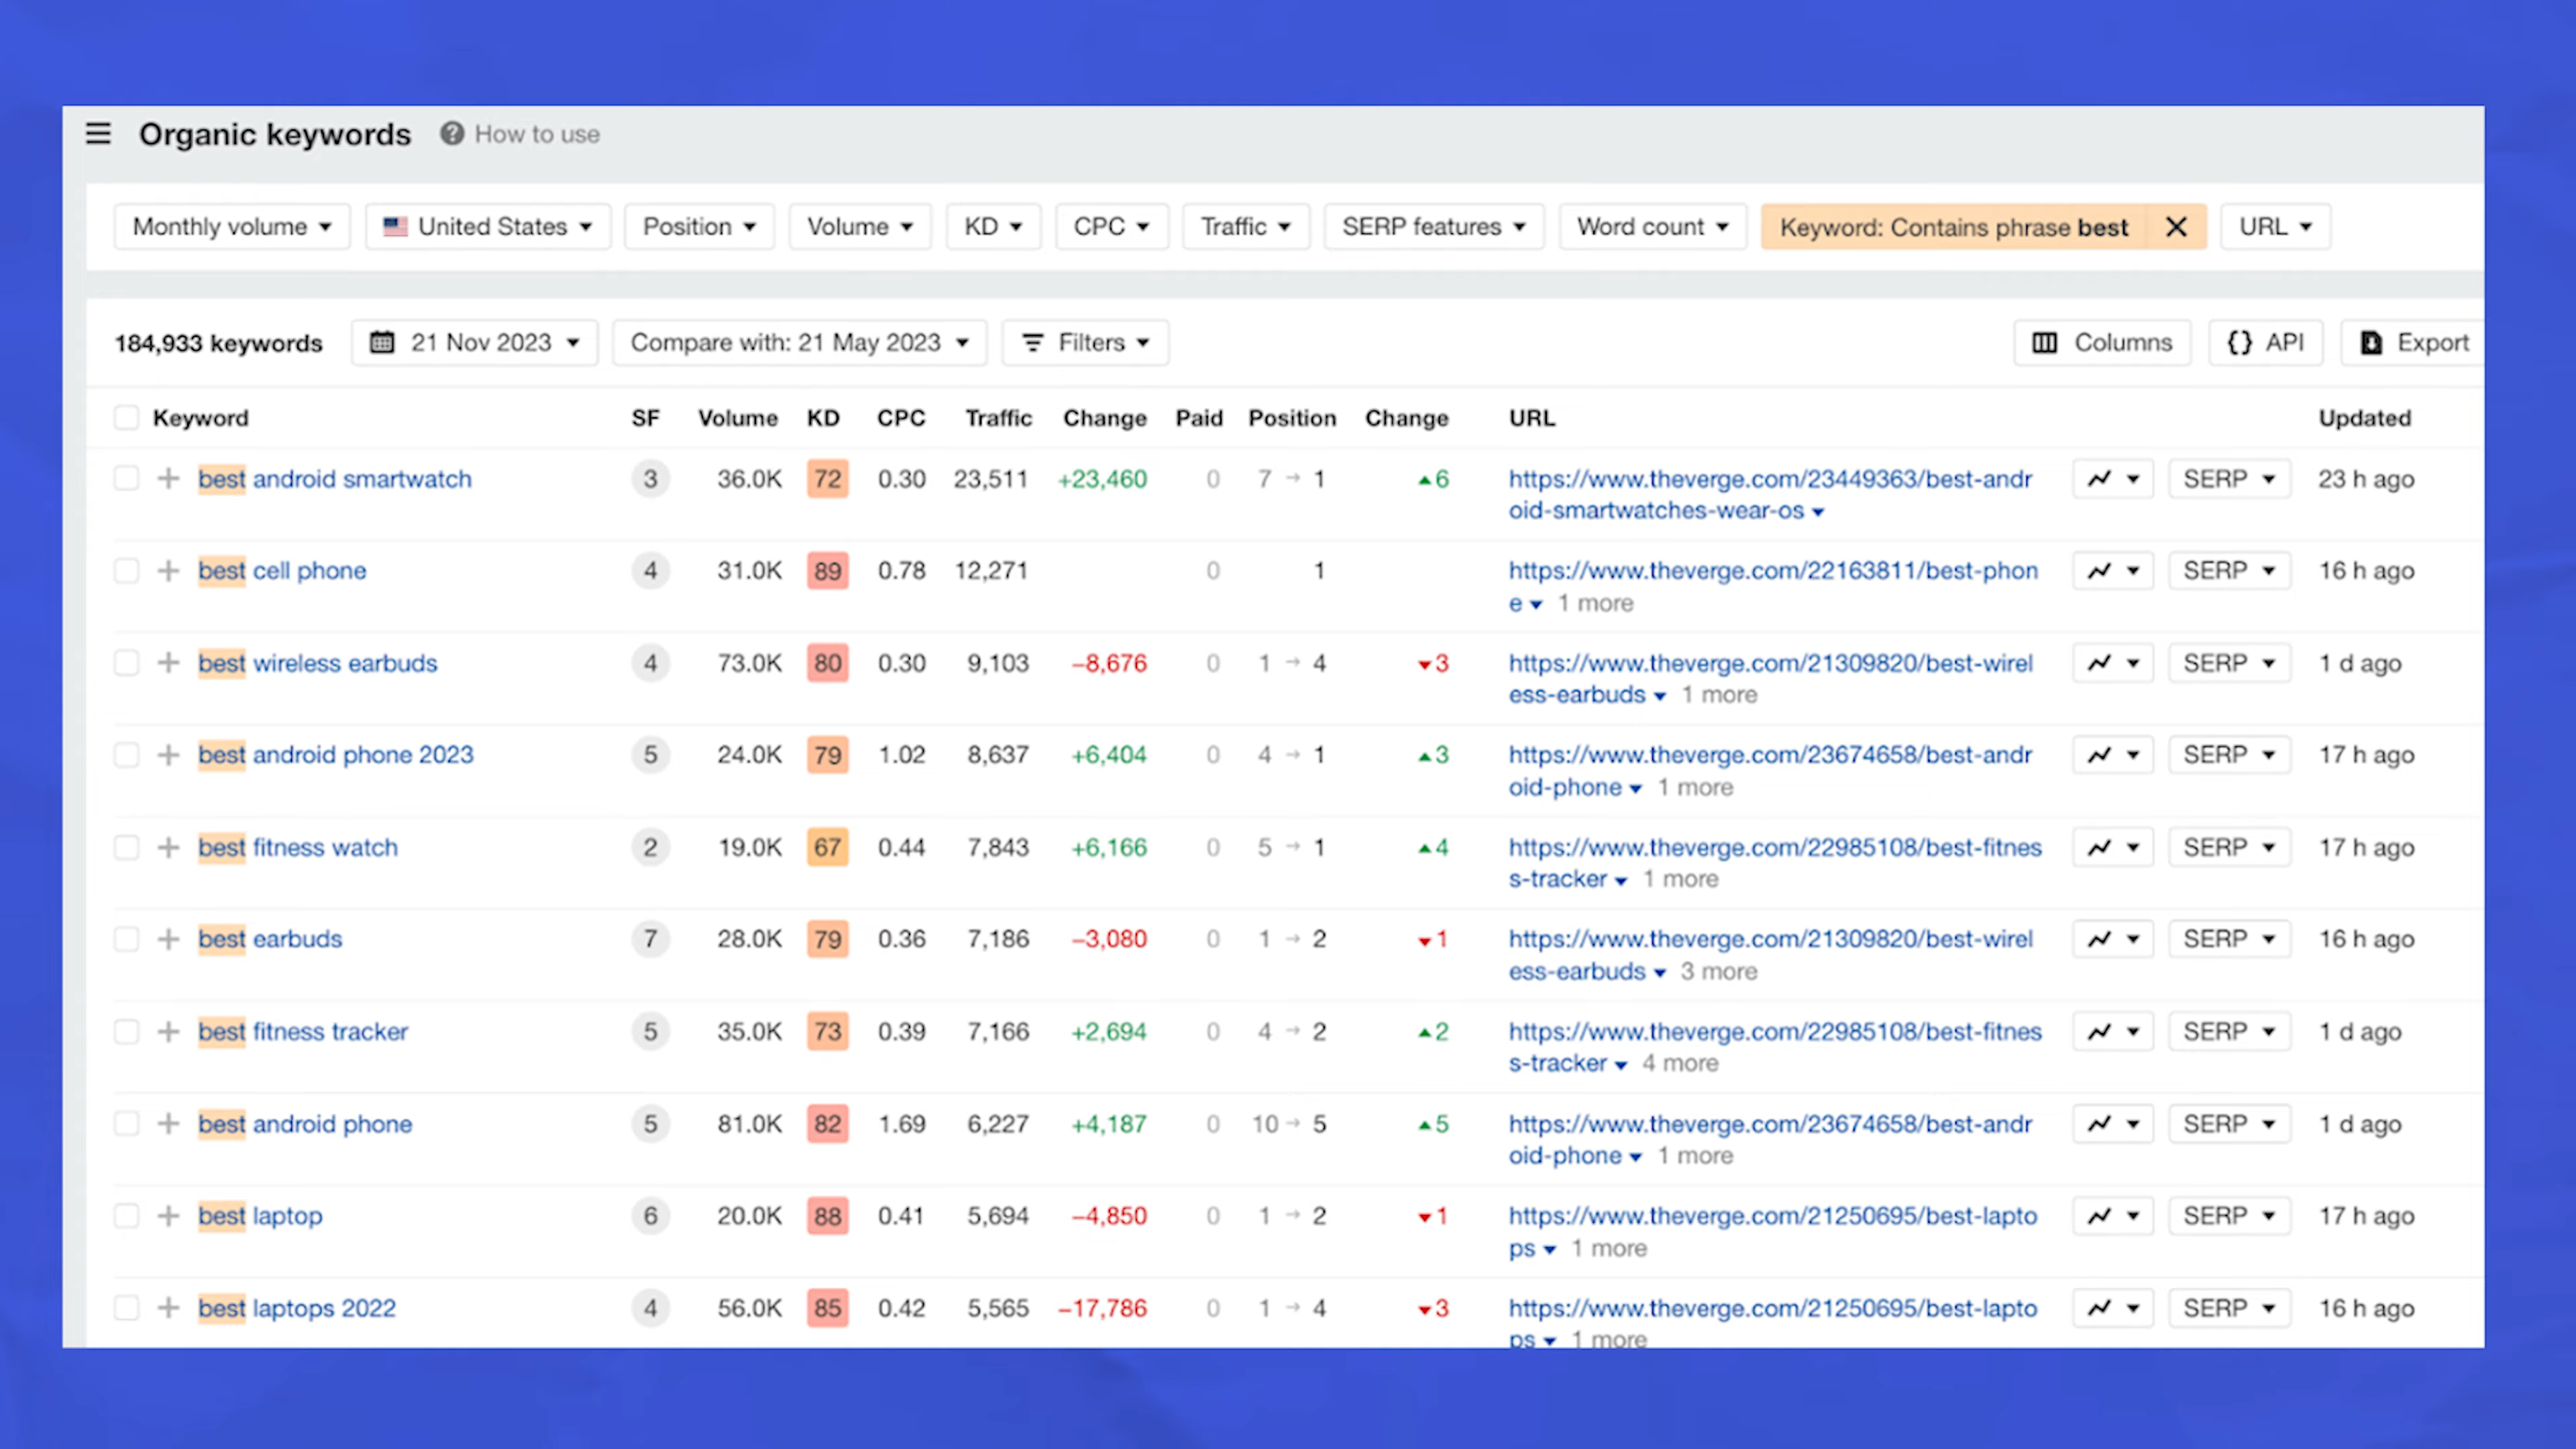 Organic keywords How to use
Monthly volume United States Position Volume KD CPC Traffic SERP features Word count Keyword: Contains phrase best URL
184,933 keywords 21 Nov 2023 Compare with: 21 May 2023 Filters Columns {} API Export
Keyword SF Volume KD CPC Traffic Change Paid Position Change URL Updated
best android smartwatch 3 36.0K 72 0.30 23,511 +23,460 0 7 → 1 ▲6 https://www.theverge.com/23449363/best-andr SERP 23 h ago
oid-smartwatches-wear-os
best cell phone 4 31.0K 89 0.78 12,271 0 1 https://www.theverge.com/22163811/best-phon SERP 16 h ago
e 1 more
best wireless earbuds 4 73.0K 80 0.30 9,103 −8,676 0 1 → 4 ▼3 https://www.theverge.com/21309820/best-wirel SERP 1 d ago
ess-earbuds 1 more
best android phone 2023 5 24.0K 79 1.02 8,637 +6,404 0 4 → 1 ▲3 https://www.theverge.com/23674658/best-andr SERP 17 h ago
oid-phone 1 more
best fitness watch 2 19.0K 67 0.44 7,843 +6,166 0 5 → 1 ▲4 https://www.theverge.com/22985108/best-fitnes SERP 17 h ago
s-tracker 1 more
best earbuds 7 28.0K 79 0.36 7,186 −3,080 0 1 → 2 ▼1 https://www.theverge.com/21309820/best-wirel SERP 16 h ago
ess-earbuds 3 more
best fitness tracker 5 35.0K 73 0.39 7,166 +2,694 0 4 → 2 ▲2 https://www.theverge.com/22985108/best-fitnes SERP 1 d ago
s-tracker 4 more
best android phone 5 81.0K 82 1.69 6,227 +4,187 0 10 → 5 ▲5 https://www.theverge.com/23674658/best-andr SERP 1 d ago
oid-phone 1 more
best laptop 6 20.0K 88 0.41 5,694 −4,850 0 1 → 2 ▼1 https://www.theverge.com/21250695/best-lapto SERP 17 h ago
ps 1 more
best laptops 2022 4 56.0K 85 0.42 5,565 −17,786 0 1 → 4 ▼3 https://www.theverge.com/21250695/best-lapto SERP 16 h ago
ps 1 more